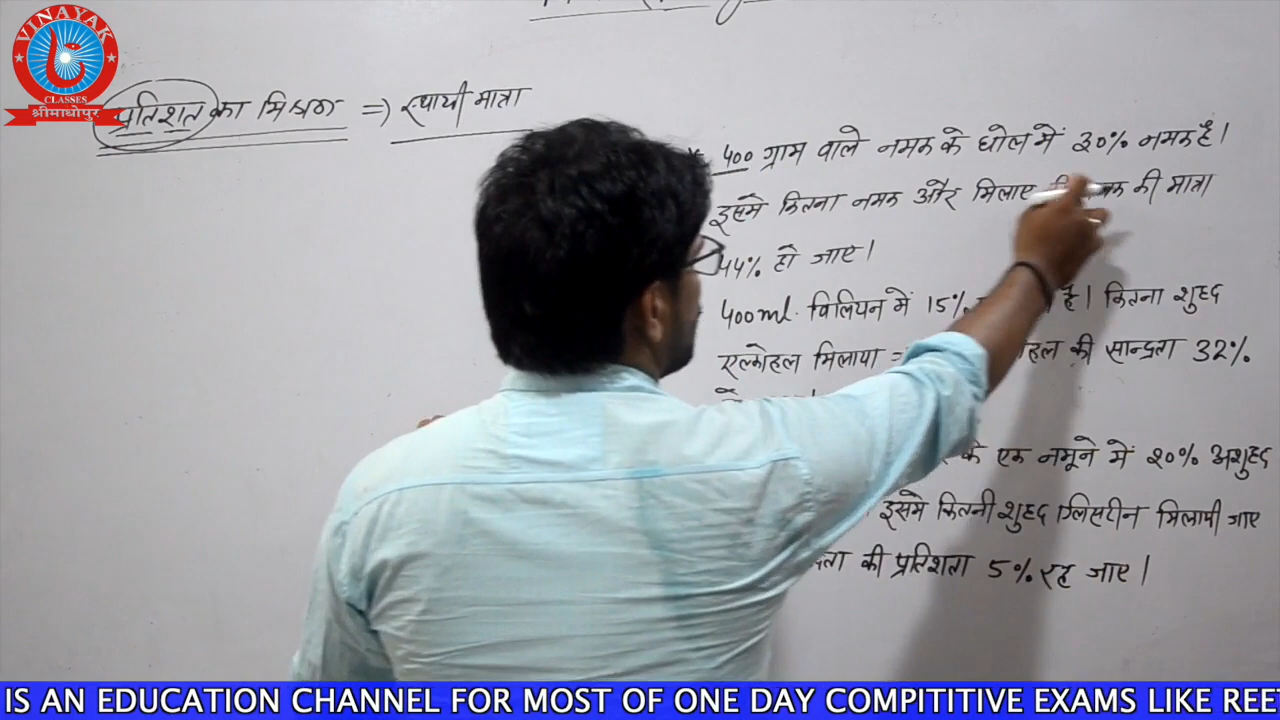 VINAYAK
CLASSES
श्रीमाधोपुर
प्रतिशत का मिश्रण => स्थायी मात्रा
400 ग्राम वाले नमक के घोल में 30% नमक है।
इसमे कितना नमक और मिलाए की मात्रा
44% हो जाए।
400ml. विलियन में 15% है। कितना शुद्ध
एल्कोहल मिलाया की सान्द्रता 32%
के एक नमूने में 20% अशुद्ध
इसमे कितनी शुद्ध ग्लिसरीन मिलायी जाए
की प्रतिशता 5% रह जाए।
IS AN EDUCATION CHANNEL FOR MOST OF ONE DAY COMPITITIVE EXAMS LIKE REE